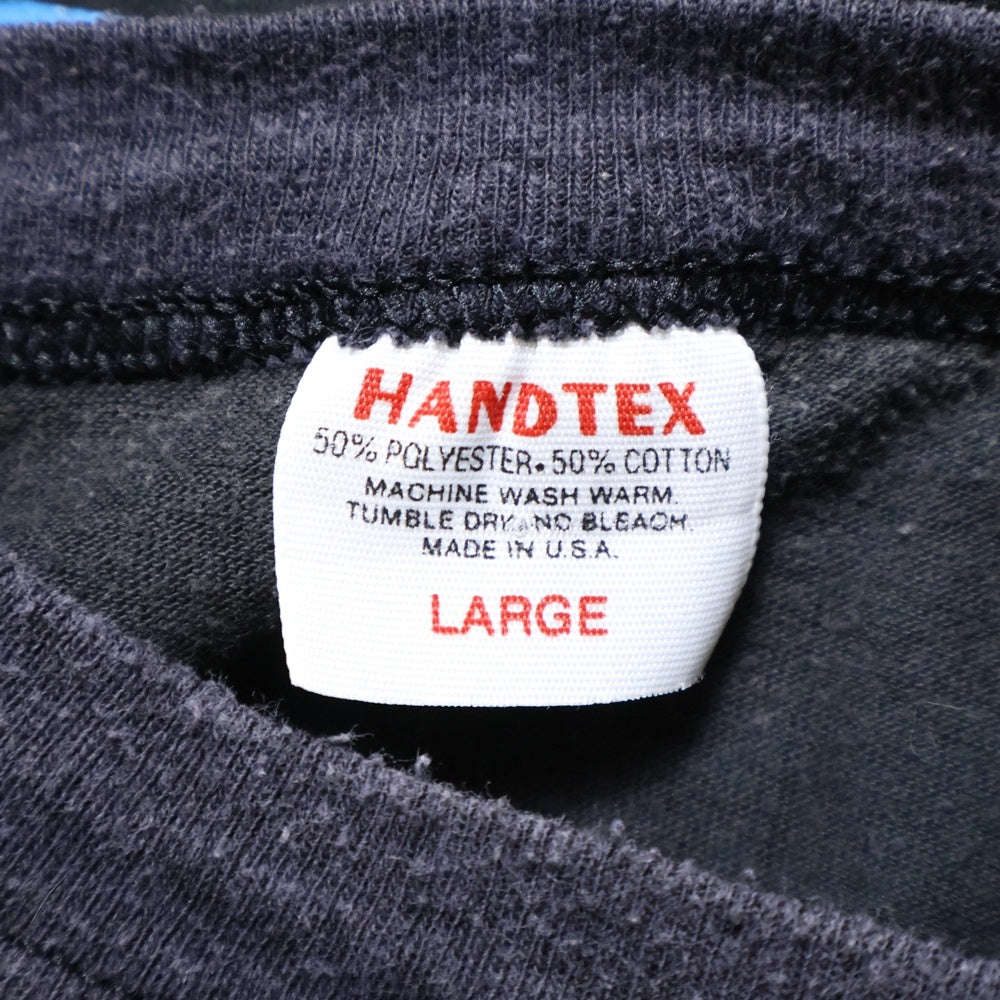 HANDTEX
50% POLYESTER • 50% COTTON
MACHINE WASH WARM.
TUMBLE DRY. NO BLEACH.
MADE IN U.S.A.
LARGE